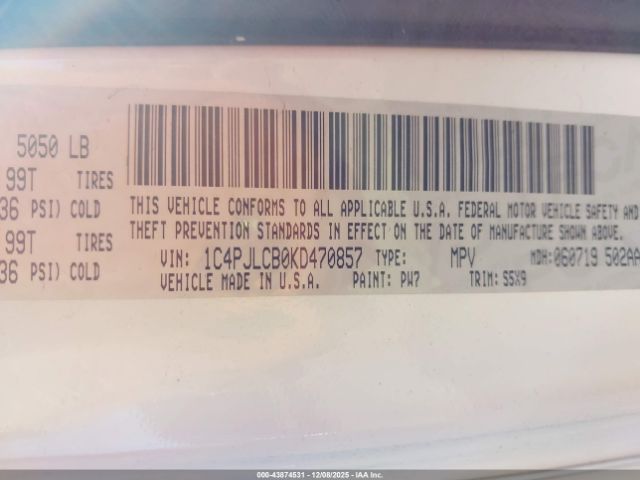 5050 LB
99T TIRES
36 PSI) COLD
99T TIRES
36 PSI) COLD
THIS VEHICLE CONFORMS TO ALL APPLICABLE U.S.A. FEDERAL MOTOR VEHICLE SAFETY AND
THEFT PREVENTION STANDARDS IN EFFECT ON THE DATE OF MANUFACTURE SHOWN ABOVE.
VIN: 1C4PJLCB0KD470857 TYPE: MPV MDH: 060719 502AA
VEHICLE MADE IN U.S.A. PAINT: PW7 TRIM: S5X9
000-43874531 - 12/08/2025 - IAA Inc.